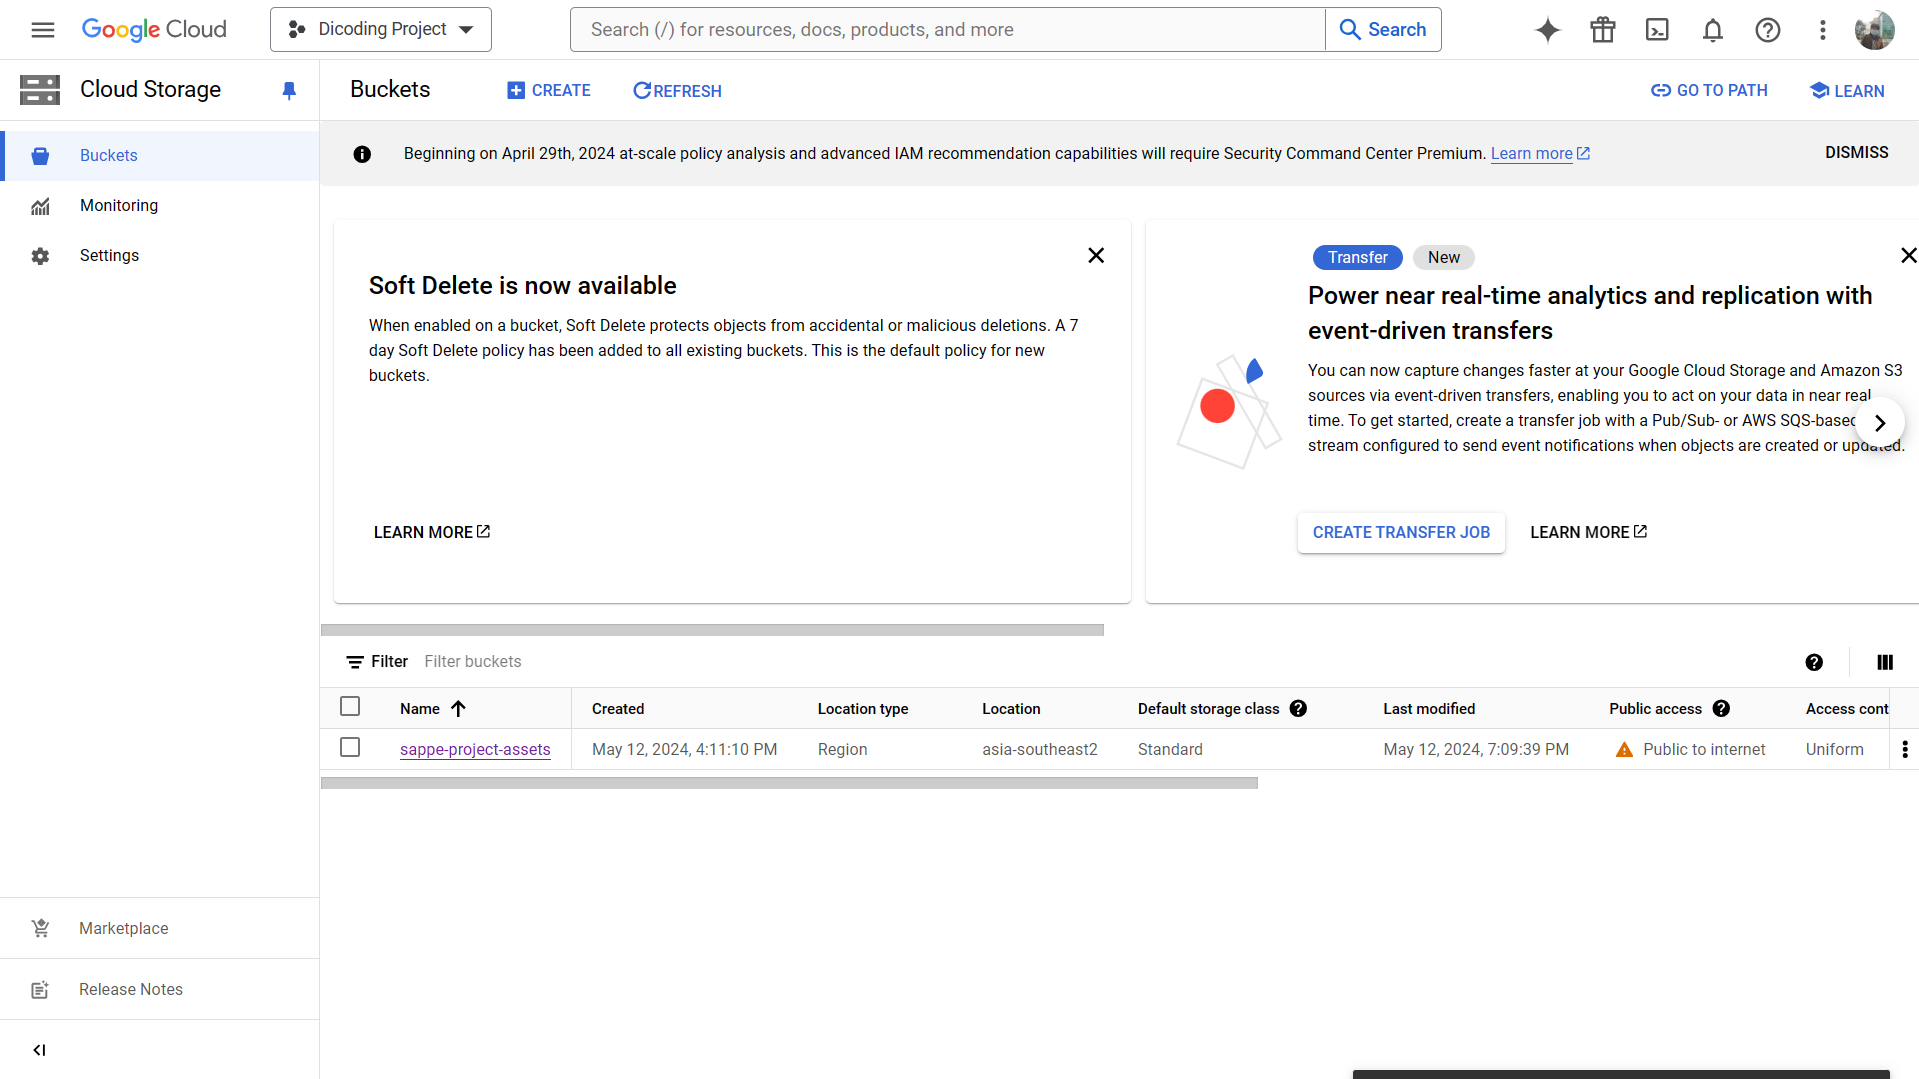 Google Cloud
Dicoding Project
Search (/) for resources, docs, products, and more
Search
Cloud Storage
Buckets
CREATE
REFRESH
GO TO PATH
LEARN
Buckets
Monitoring
Settings
Beginning on April 29th, 2024 at-scale policy analysis and advanced IAM recommendation capabilities will require Security Command Center Premium. Learn more
DISMISS
Soft Delete is now available
When enabled on a bucket, Soft Delete protects objects from accidental or malicious deletions. A 7
day Soft Delete policy has been added to all existing buckets. This is the default policy for new
buckets.
LEARN MORE
Transfer New
Power near real-time analytics and replication with
event-driven transfers
You can now capture changes faster at your Google Cloud Storage and Amazon S3
sources via event-driven transfers, enabling you to act on your data in near real
time. To get started, create a transfer job with a Pub/Sub- or AWS SQS-based
stream configured to send event notifications when objects are created or updated.
CREATE TRANSFER JOB LEARN MORE
Filter Filter buckets
Name Created Location type Location Default storage class Last modified Public access Access cont
sappe-project-assets May 12, 2024, 4:11:10 PM Region asia-southeast2 Standard May 12, 2024, 7:09:39 PM Public to internet Uniform
Marketplace
Release Notes